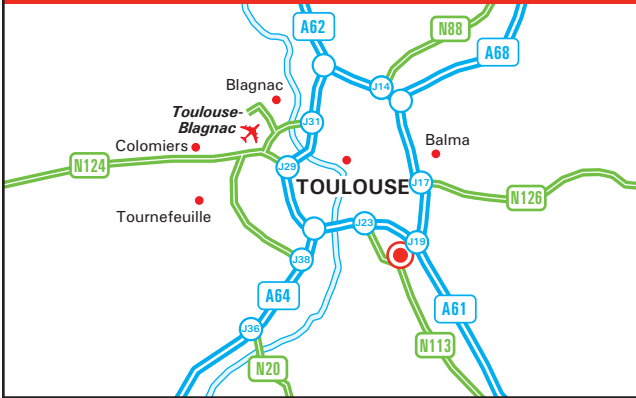 A62
N88
A68
Blagnac
J14
Toulouse-
Blagnac
J31
Colomiers
Balma
N124
J29
TOULOUSE
J17
N126
Tournefeuille
J23
J19
J38
A64
A61
J36
N113
N20